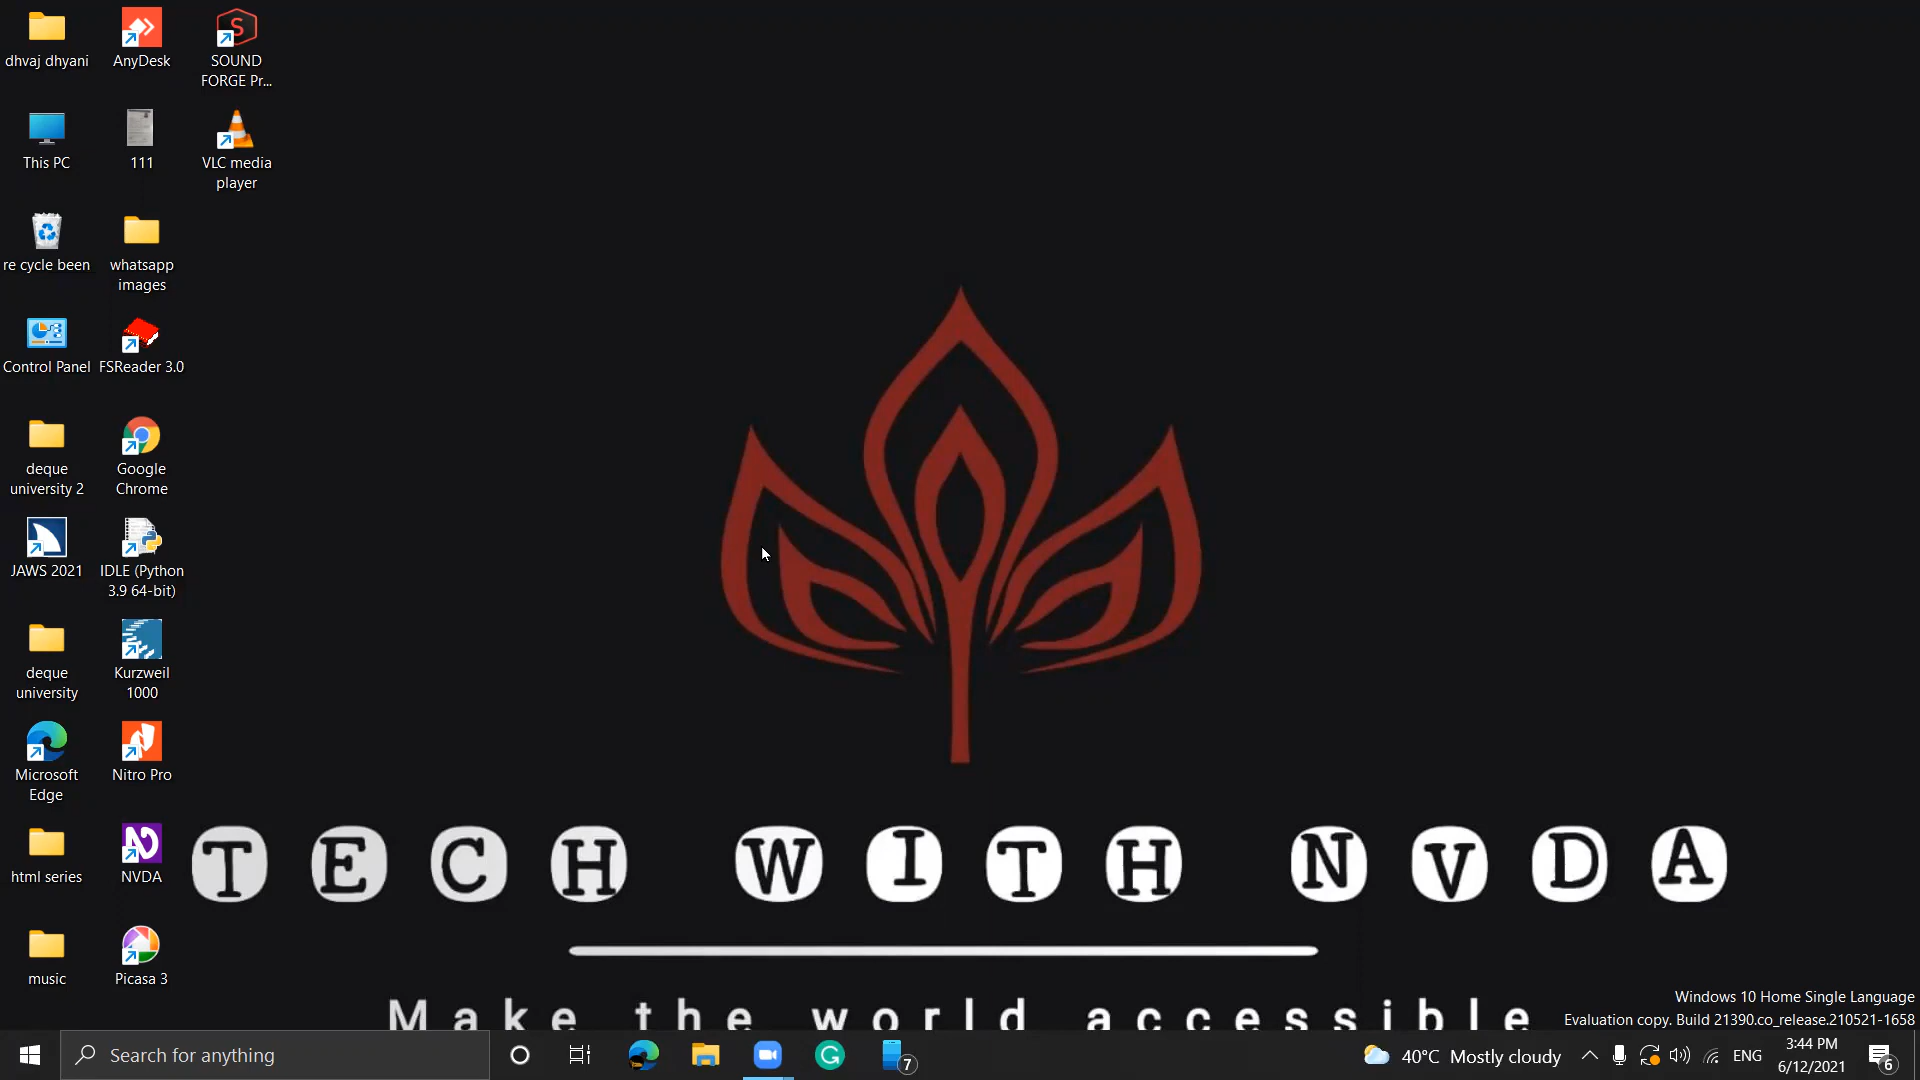 dhvaj dhyani
AnyDesk
SOUND
FORGE Pr...
This PC
111
VLC media
player
re cycle been
whatsapp
images
Control Panel
FSReader 3.0
deque
university 2
Google
Chrome
JAWS 2021
IDLE (Python
3.9 64-bit)
deque
university
Kurzweil
1000
Microsoft
Edge
Nitro Pro
html series
NVDA
music
Picasa 3
TECH WITH NVDA
Make the world accessible
Windows 10 Home Single Language
Evaluation copy. Build 21390.co_release.210521-1658
Search for anything
7
40°C Mostly cloudy
ENG
3:44 PM
6/12/2021
6